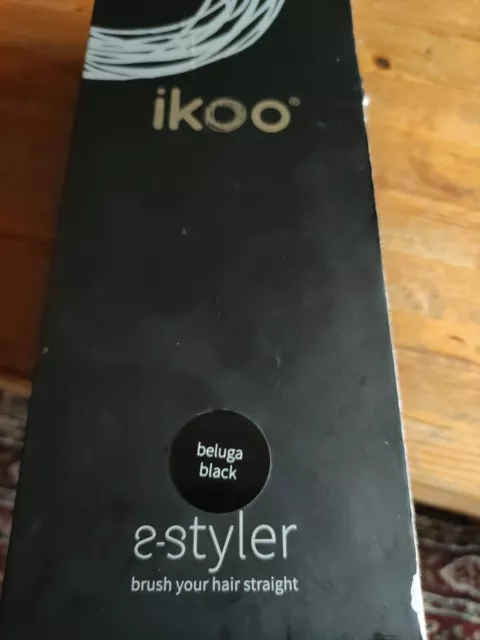 ikoo®
beluga
black
e-styler
brush your hair straight